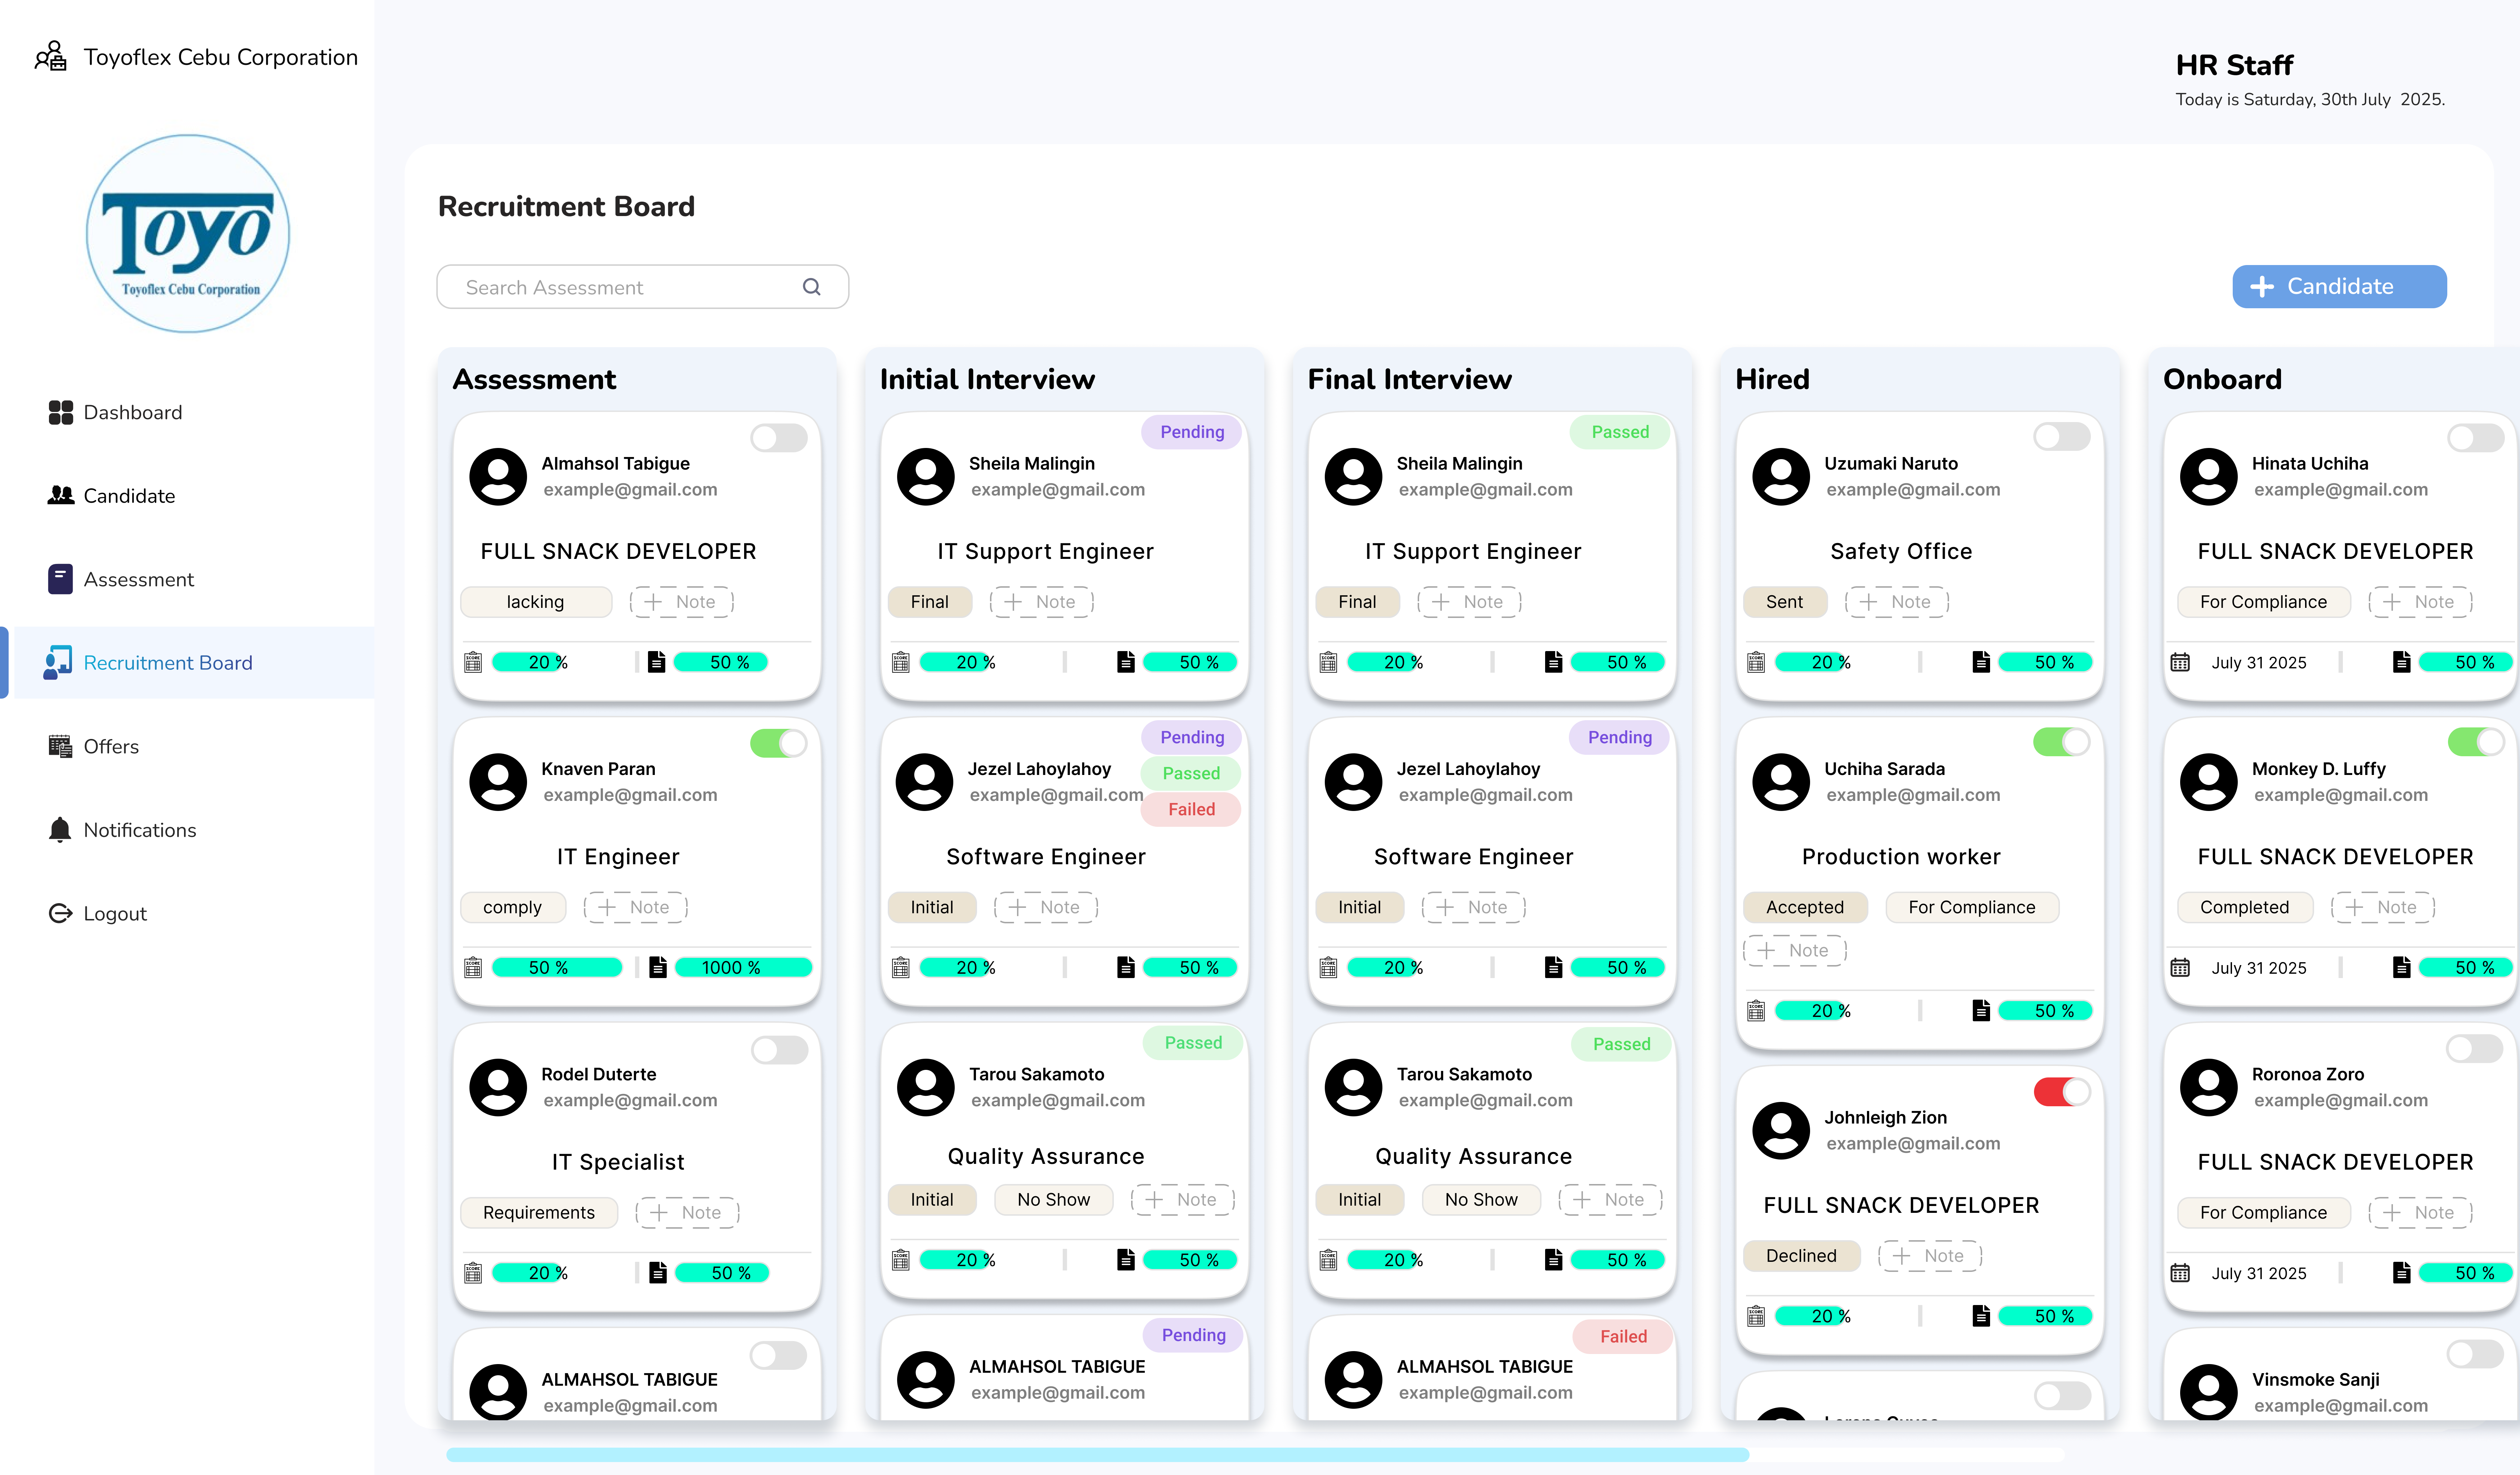 Toyoflex Cebu Corporation
HR Staff
Today is Saturday, 30th July 2025.
TOYO
Toyoflex Cebu Corporation
Dashboard
Candidate
Assessment
Recruitment Board
Offers
Notifications
Logout
Recruitment Board
Search Assessment
+ Candidate
Assessment
Almahsol Tabigue
example@gmail.com
FULL SNACK DEVELOPER
lacking
+ Note
20 %
50 %
Knaven Paran
example@gmail.com
IT Engineer
comply
+ Note
50 %
1000 %
Rodel Duterte
example@gmail.com
IT Specialist
Requirements
+ Note
20 %
50 %
ALMAHSOL TABIGUE
example@gmail.com
Initial Interview
Pending
Sheila Malingin
example@gmail.com
IT Support Engineer
Final
+ Note
20 %
50 %
Pending
Jezel Lahoylahoy
Passed
example@gmail.com
Failed
Software Engineer
Initial
+ Note
20 %
50 %
Passed
Tarou Sakamoto
example@gmail.com
Quality Assurance
Initial
No Show
+ Note
20 %
50 %
Pending
ALMAHSOL TABIGUE
example@gmail.com
Final Interview
Passed
Sheila Malingin
example@gmail.com
IT Support Engineer
Final
+ Note
20 %
50 %
Pending
Jezel Lahoylahoy
example@gmail.com
Software Engineer
Initial
+ Note
20 %
50 %
Passed
Tarou Sakamoto
example@gmail.com
Quality Assurance
Initial
No Show
+ Note
20 %
50 %
Failed
ALMAHSOL TABIGUE
example@gmail.com
Hired
Uzumaki Naruto
example@gmail.com
Safety Office
Sent
+ Note
20 %
50 %
Uchiha Sarada
example@gmail.com
Production worker
Accepted
For Compliance
+ Note
20 %
50 %
Johnleigh Zion
example@gmail.com
FULL SNACK DEVELOPER
Declined
+ Note
20 %
50 %
Onboard
Hinata Uchiha
example@gmail.com
FULL SNACK DEVELOPER
For Compliance
+ Note
July 31 2025
50 %
Monkey D. Luffy
example@gmail.com
FULL SNACK DEVELOPER
Completed
+ Note
July 31 2025
50 %
Roronoa Zoro
example@gmail.com
FULL SNACK DEVELOPER
For Compliance
+ Note
July 31 2025
50 %
Vinsmoke Sanji
example@gmail.com